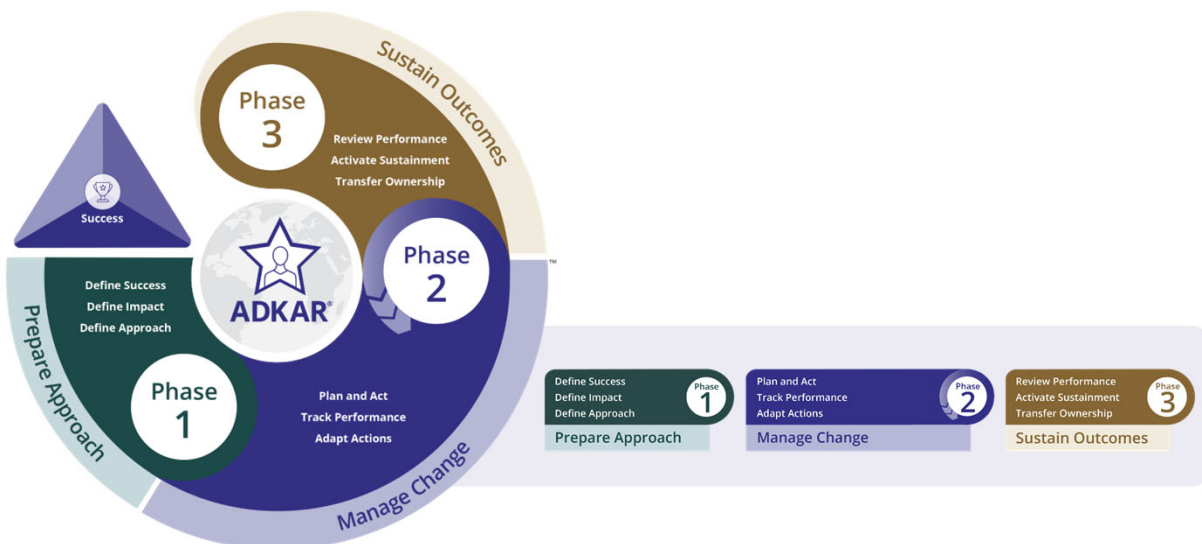 Success
Prepare Approach
Define Success
Define Impact
Define Approach
Phase
1
ADKAR®
Manage Change
Phase
2
Plan and Act
Track Performance
Adapt Actions
Sustain Outcomes
Phase
3
Review Performance
Activate Sustainment
Transfer Ownership
™
Define Success
Define Impact
Define Approach
Phase
1
Prepare Approach
Plan and Act
Track Performance
Adapt Actions
Phase
2
Manage Change
Review Performance
Activate Sustainment
Transfer Ownership
Phase
3
Sustain Outcomes